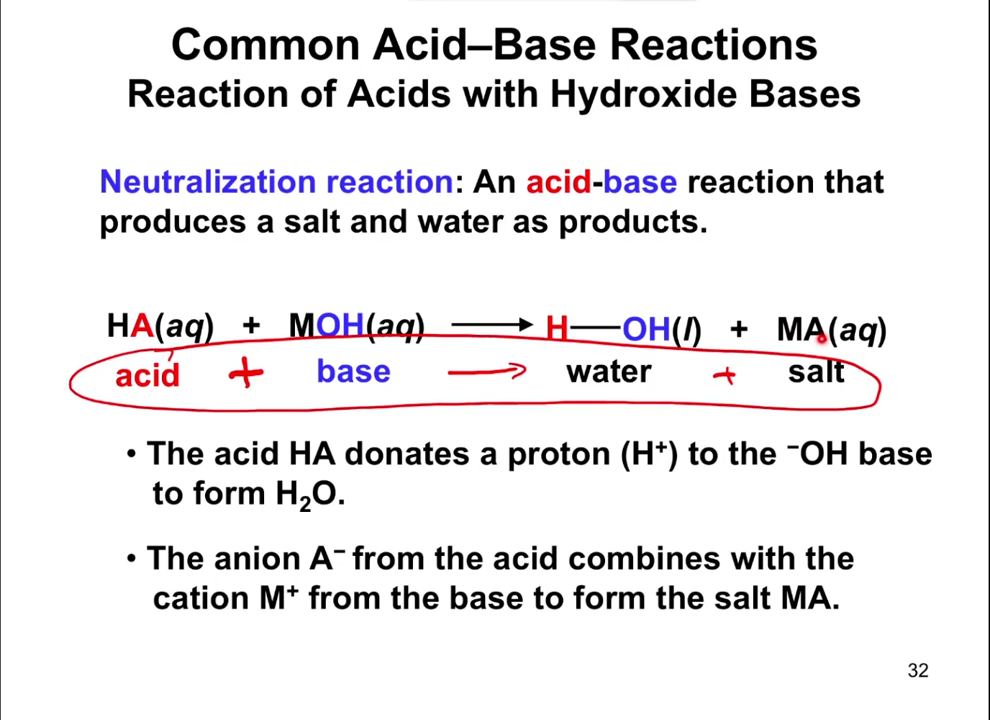 Common Acid–Base Reactions
Reaction of Acids with Hydroxide Bases
Neutralization reaction: An acid-base reaction that
produces a salt and water as products.
HA(aq) + MOH(aq) ⟶ H—OH(l) + MA(aq)
acid + base ⟶ water + salt
• The acid HA donates a proton (H⁺) to the ⁻OH base
to form H₂O.
• The anion A⁻ from the acid combines with the
cation M⁺ from the base to form the salt MA.
32